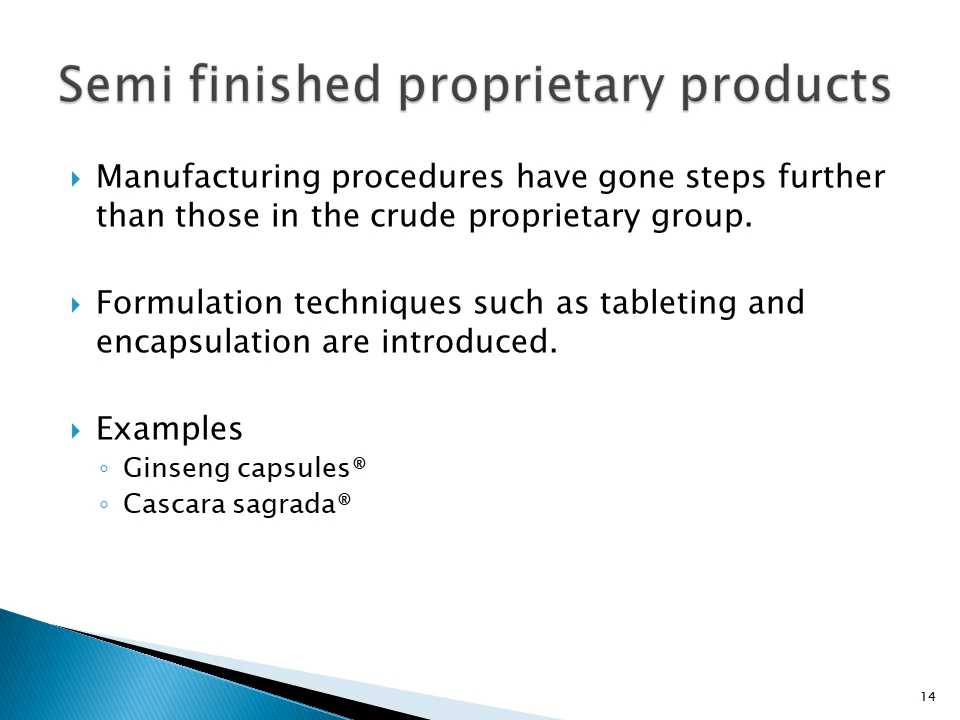 Semi finished proprietary products
Manufacturing procedures have gone steps further
than those in the crude proprietary group.
Formulation techniques such as tableting and
encapsulation are introduced.
Examples
Ginseng capsules®
Cascara sagrada®
14